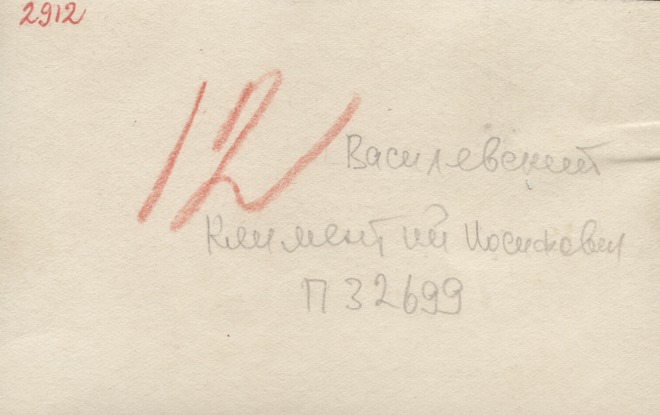 2912
12
Василевский
Климентий Иосифович
П 32699